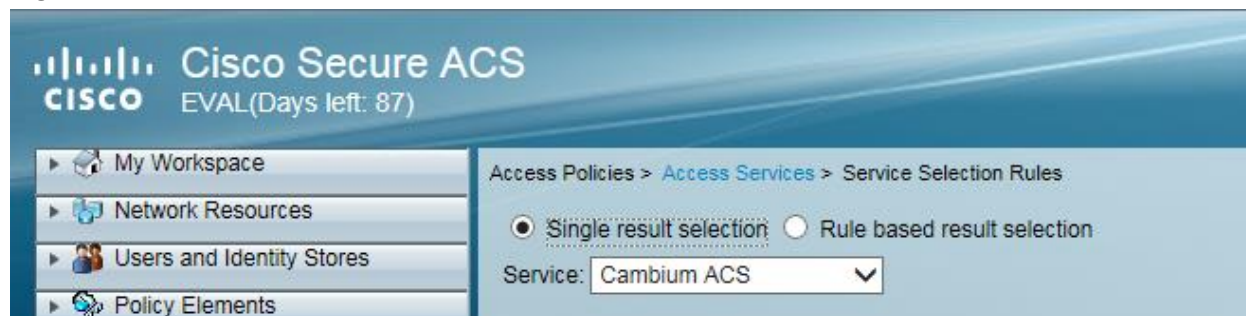 Cisco Secure ACS
CISCO
EVAL(Days left: 87)
My Workspace
Network Resources
Users and Identity Stores
Policy Elements
Access Policies > Access Services > Service Selection Rules
Single result selection Rule based result selection
Service: Cambium ACS